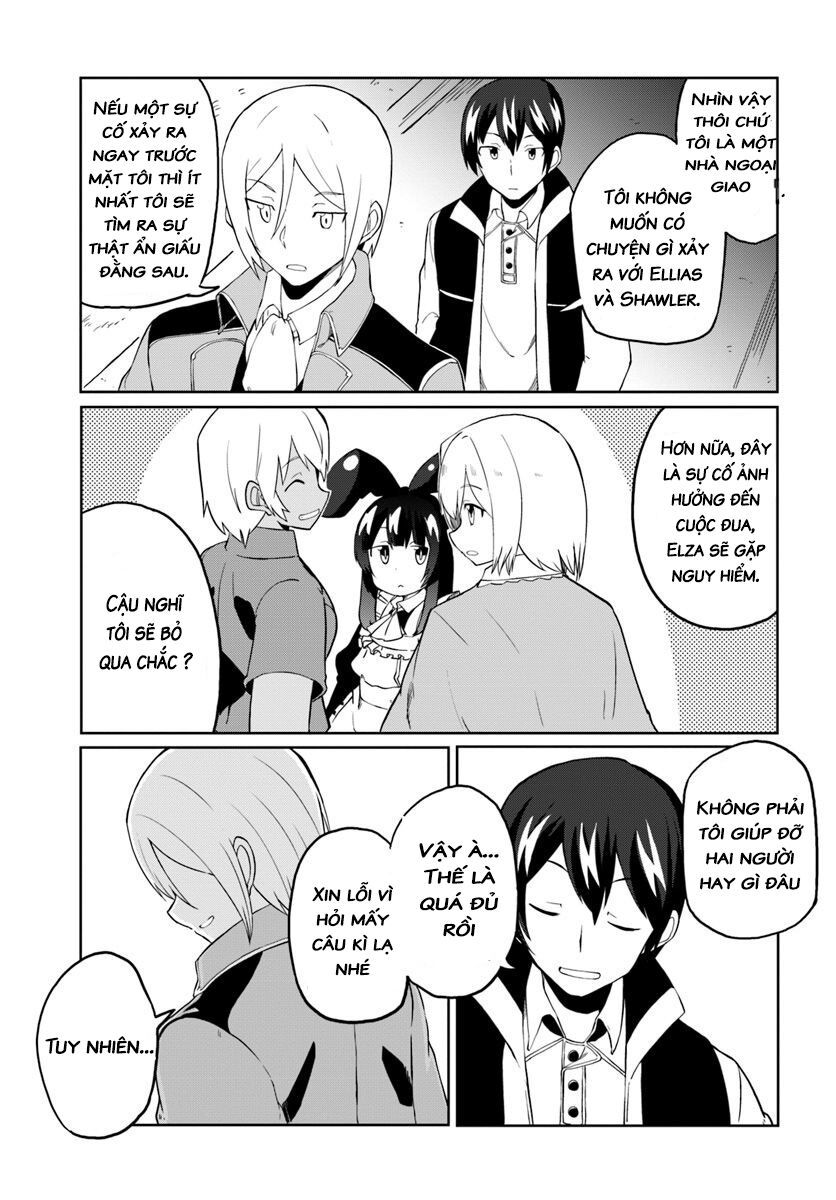 Nhìn vậy
thôi chứ
tôi là một
nhà ngoại
giao
Tôi không
muốn có
chuyện gì xảy
ra với Ellias
và Shawler.
Nếu một sự
cố xảy ra
ngay trước
mặt tôi thì ít
nhất tôi sẽ
tìm ra sự
thật ẩn giấu
đằng sau.
Hơn nữa, đây
là sự cố ảnh
hưởng đến
cuộc đua,
Elza sẽ gặp
nguy hiểm.
Cậu nghĩ
tôi sẽ bỏ
qua chắc ?
Không phải
tôi giúp đỡ
hai người
hay gì đâu
Vậy à...
Thế là
quá đủ
rồi
Xin lỗi vì
hỏi mấy
câu kì lạ
nhé
Tuy nhiên...